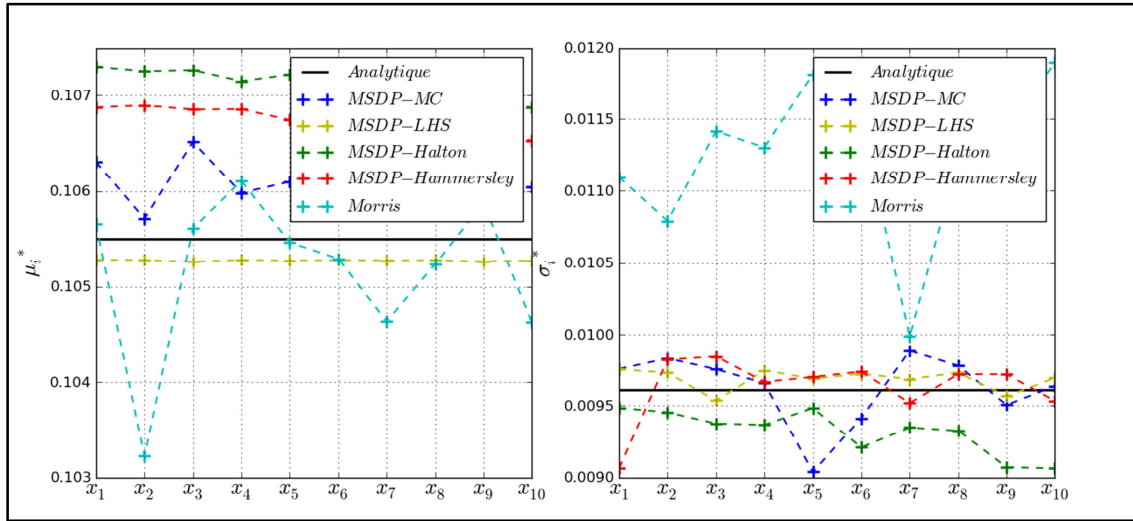 0.107
0.106
0.105
0.104
0.103
μᵢ*
x₁ x₂ x₃ x₄ x₅ x₆ x₇ x₈ x₉ x₁₀
Analytique
MSDP−MC
MSDP−LHS
MSDP−Halton
MSDP−Hammersley
Morris
0.0120
0.0115
0.0110
0.0105
0.0100
0.0095
0.0090
σᵢ*
x₁ x₂ x₃ x₄ x₅ x₆ x₇ x₈ x₉ x₁₀
Analytique
MSDP−MC
MSDP−LHS
MSDP−Halton
MSDP−Hammersley
Morris